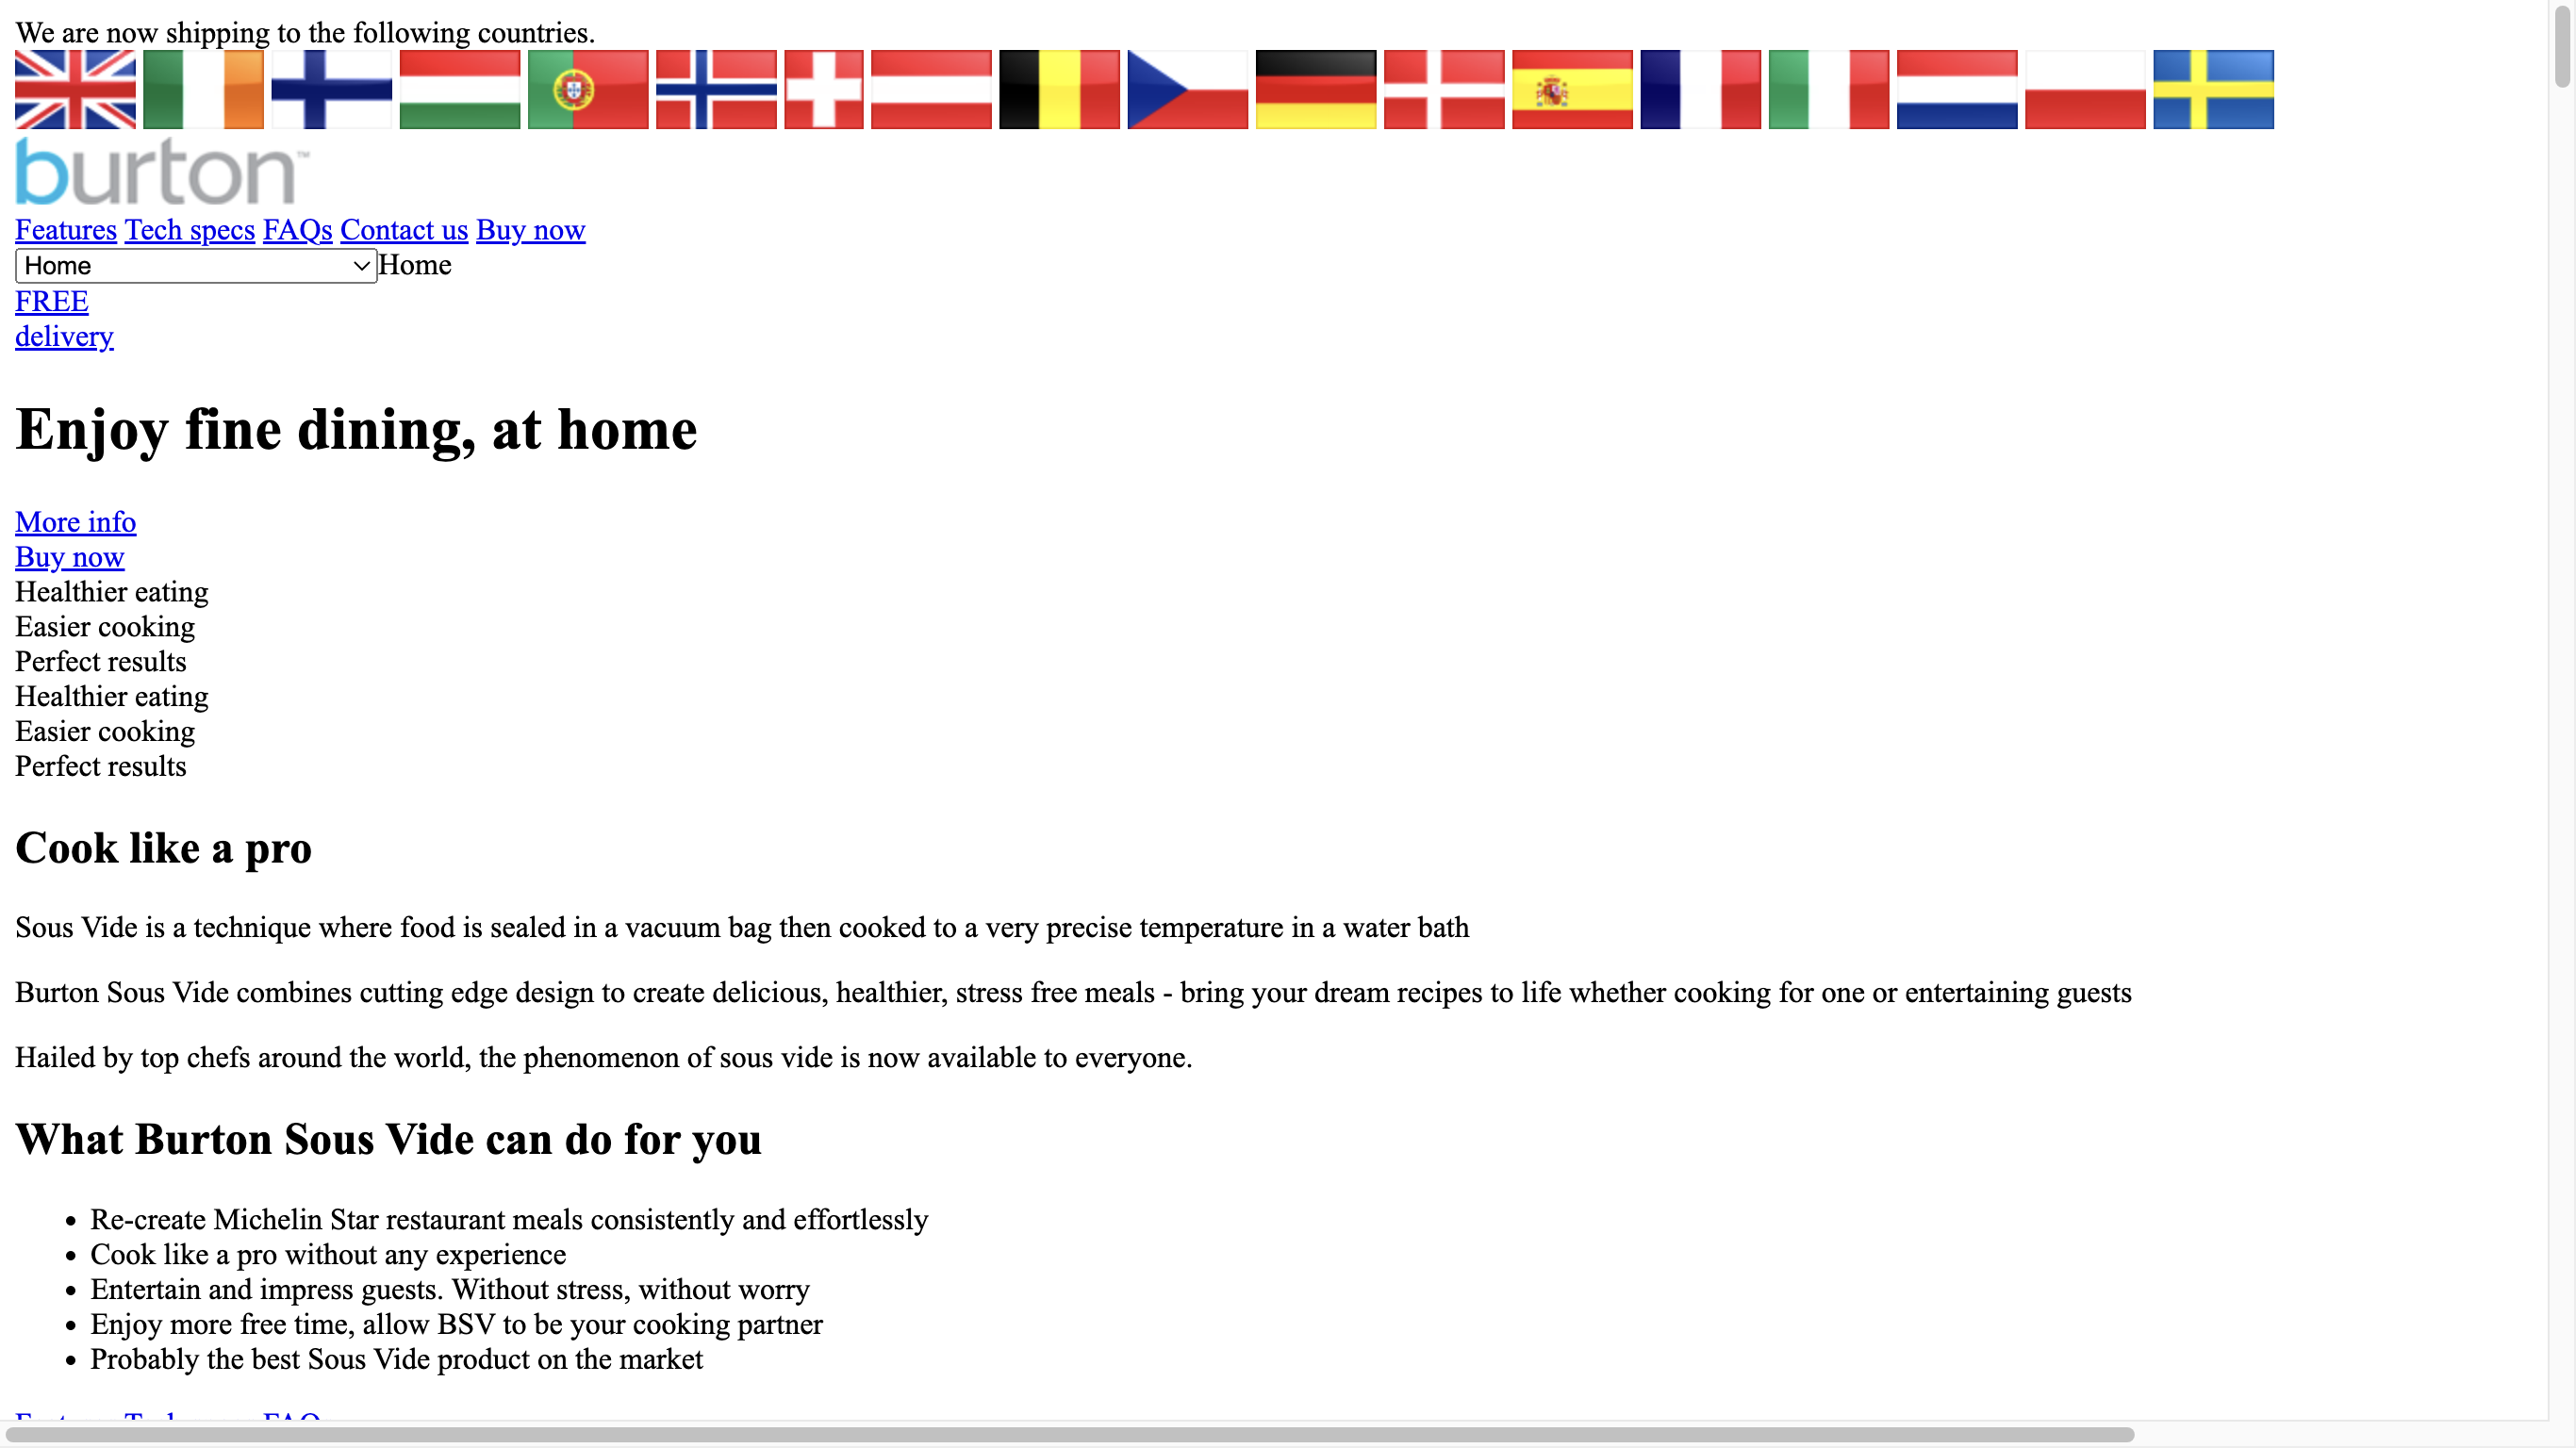 We are now shipping to the following countries.
burton™
Features Tech specs FAQs Contact us Buy now
Home Home
FREE
delivery
Enjoy fine dining, at home
More info
Buy now
Healthier eating
Easier cooking
Perfect results
Healthier eating
Easier cooking
Perfect results
Cook like a pro
Sous Vide is a technique where food is sealed in a vacuum bag then cooked to a very precise temperature in a water bath
Burton Sous Vide combines cutting edge design to create delicious, healthier, stress free meals - bring your dream recipes to life whether cooking for one or entertaining guests
Hailed by top chefs around the world, the phenomenon of sous vide is now available to everyone.
What Burton Sous Vide can do for you
Re-create Michelin Star restaurant meals consistently and effortlessly
Cook like a pro without any experience
Entertain and impress guests. Without stress, without worry
Enjoy more free time, allow BSV to be your cooking partner
Probably the best Sous Vide product on the market